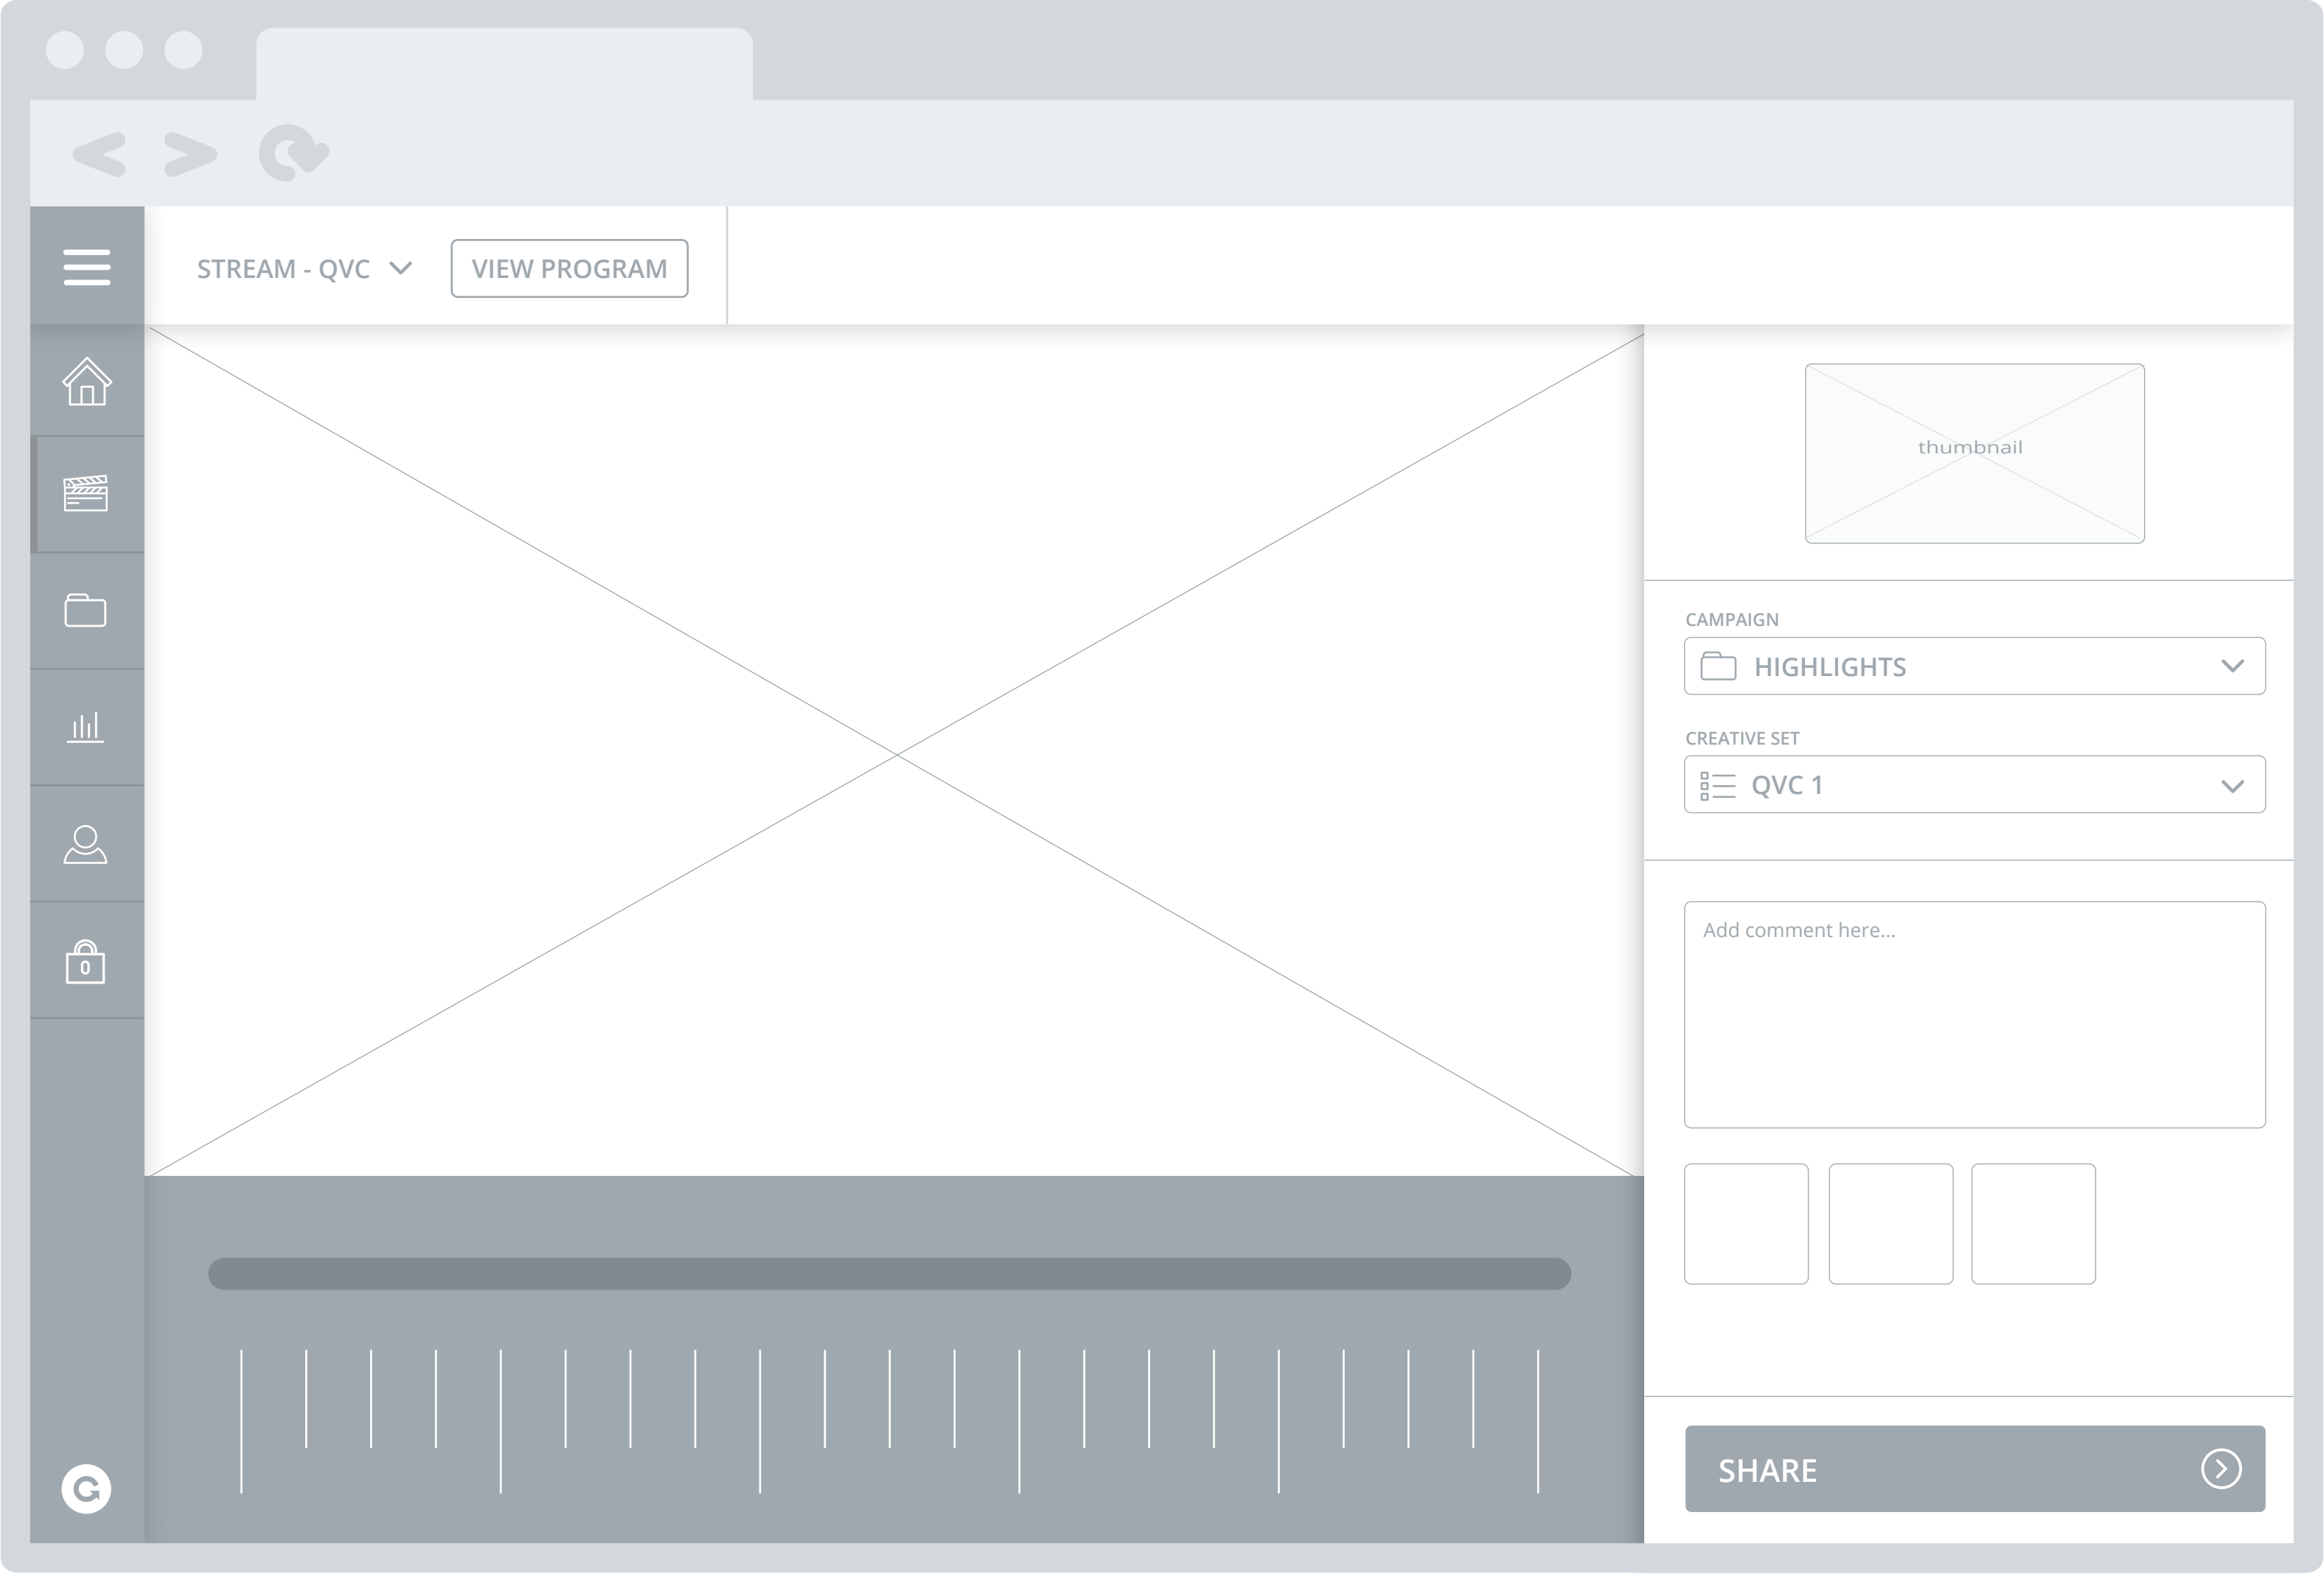 STREAM - QVC
VIEW PROGRAM
thumbnail
CAMPAIGN
HIGHLIGHTS
CREATIVE SET
QVC 1
Add comment here...
SHARE